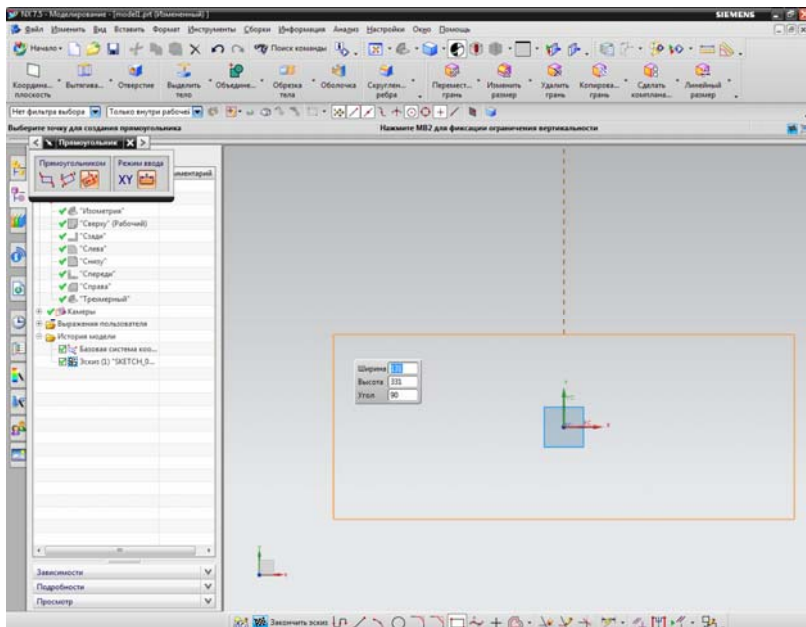 NX 7.5 - Моделирование - [model1.prt (Измененный) ]
SIEMENS
Файл Изменить Вид Вставить Формат Инструменты Сборки Информация Анализ Настройки Окно Помощь
Начало Поиск команды
Координа... плоскость
Вытягива...
Отверстие
Выделить тело
Объедине...
Обрезка тела
Оболочка
Скруглен... ребра
Перемест... грань
Изменить размер
Удалить грань
Копирова... грань
Сделать комплана...
Линейный размер
Нет фильтра выбора Только внутри рабочей
Выберите точку для создания прямоугольника
Нажмите MB2 для фиксации ограничения вертикальности
Прямоугольник
Прямоугольником Режим ввода
XY
мментарий
"Изометрия"
"Сверху" (Рабочий)
"Сзади"
"Слева"
"Снизу"
"Спереди"
"Справа"
"Трехмерный"
Камеры
Выражения пользователя
История модели
Базовая система коо...
Эскиз (1) "SKETCH_0...
Ширина
Высота 331
Угол 90
Зависимости
Подробности
Просмотр
Закончить эскиз